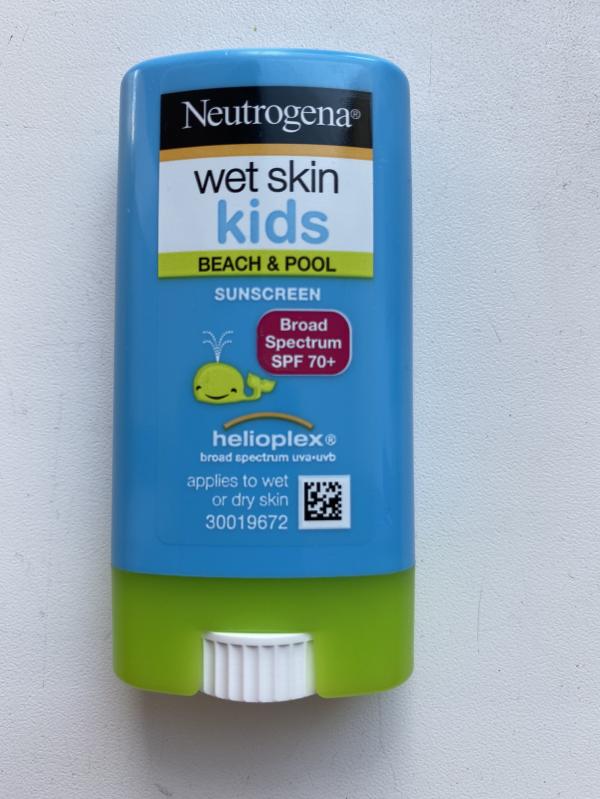 Neutrogena®
wet skin
kids
BEACH & POOL
SUNSCREEN
Broad
Spectrum
SPF 70+
helioplex®
broad spectrum uva•uvb
applies to wet
or dry skin
30019672